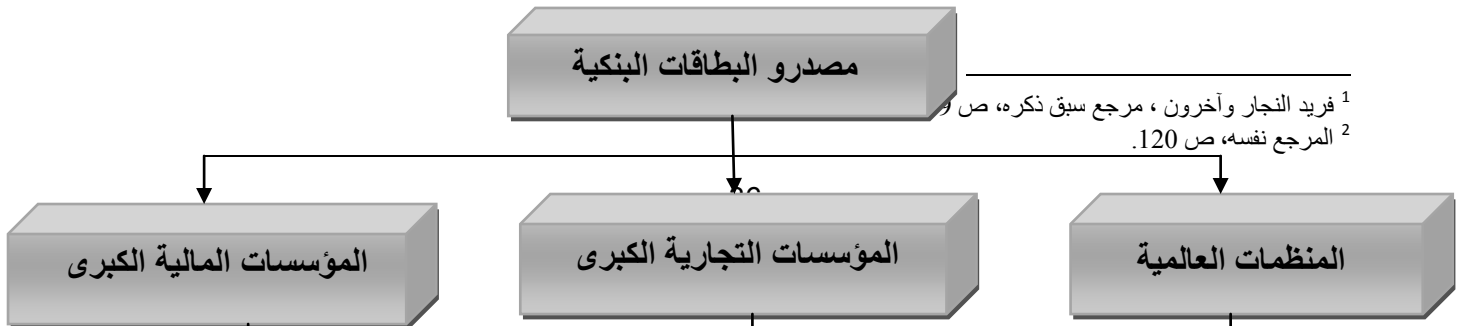 مصدرو البطاقات البنكية
¹ فريد النجار وآخرون ، مرجع سبق ذكره، ص
² المرجع نفسه، ص 120.
المنظمات العالمية
المؤسسات التجارية الكبرى
المؤسسات المالية الكبرى